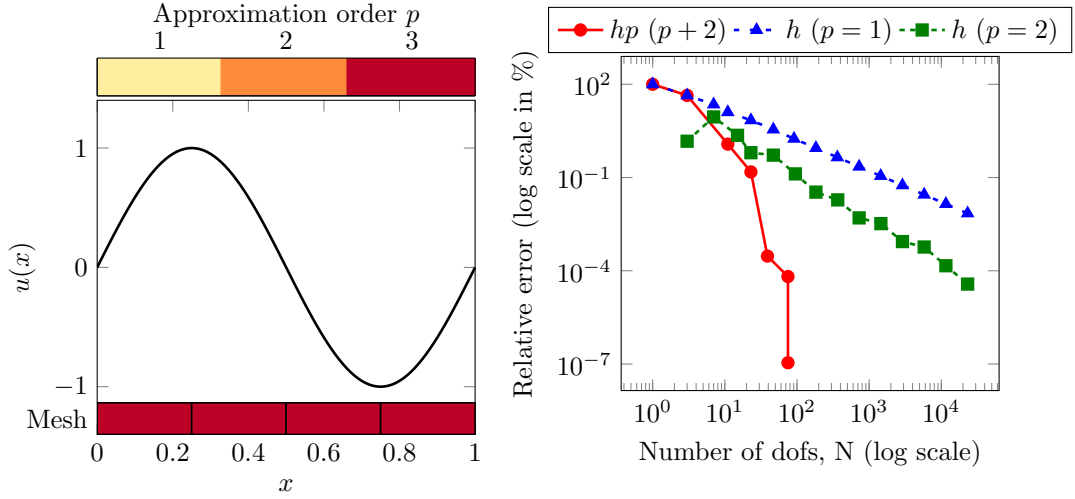 Approximation order p
1 2 3
1
0
−1
u(x)
Mesh
0 0.2 0.4 0.6 0.8 1
x
hp (p + 2) h (p = 1) h (p = 2)
10^2
10^−1
10^−4
10^−7
Relative error (log scale in %)
10^0 10^1 10^2 10^3 10^4
Number of dofs, N (log scale)